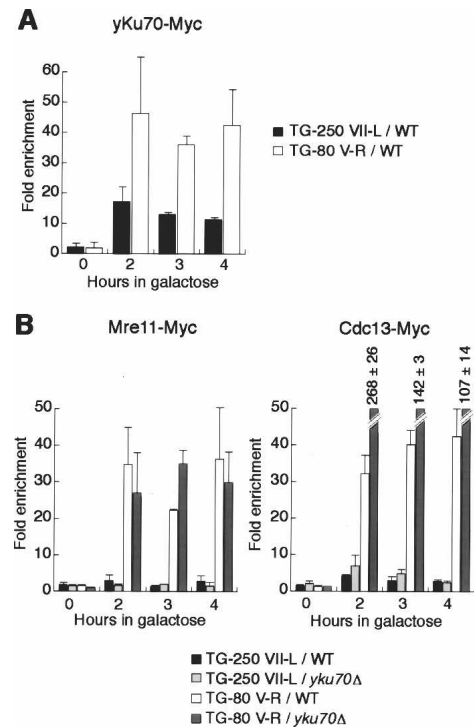 A
yKu70-Myc
Fold enrichment
60
50
40
30
20
10
0
0 2 3 4
Hours in galactose
TG-250 VII-L / WT
TG-80 V-R / WT
B
Mre11-Myc
Fold enrichment
50
40
30
20
10
0
0 2 3 4
Hours in galactose
Cdc13-Myc
268 ± 26
142 ± 3
107 ± 14
Fold enrichment
50
40
30
20
10
0
0 2 3 4
Hours in galactose
TG-250 VII-L / WT
TG-250 VII-L / yku70Δ
TG-80 V-R / WT
TG-80 V-R / yku70Δ